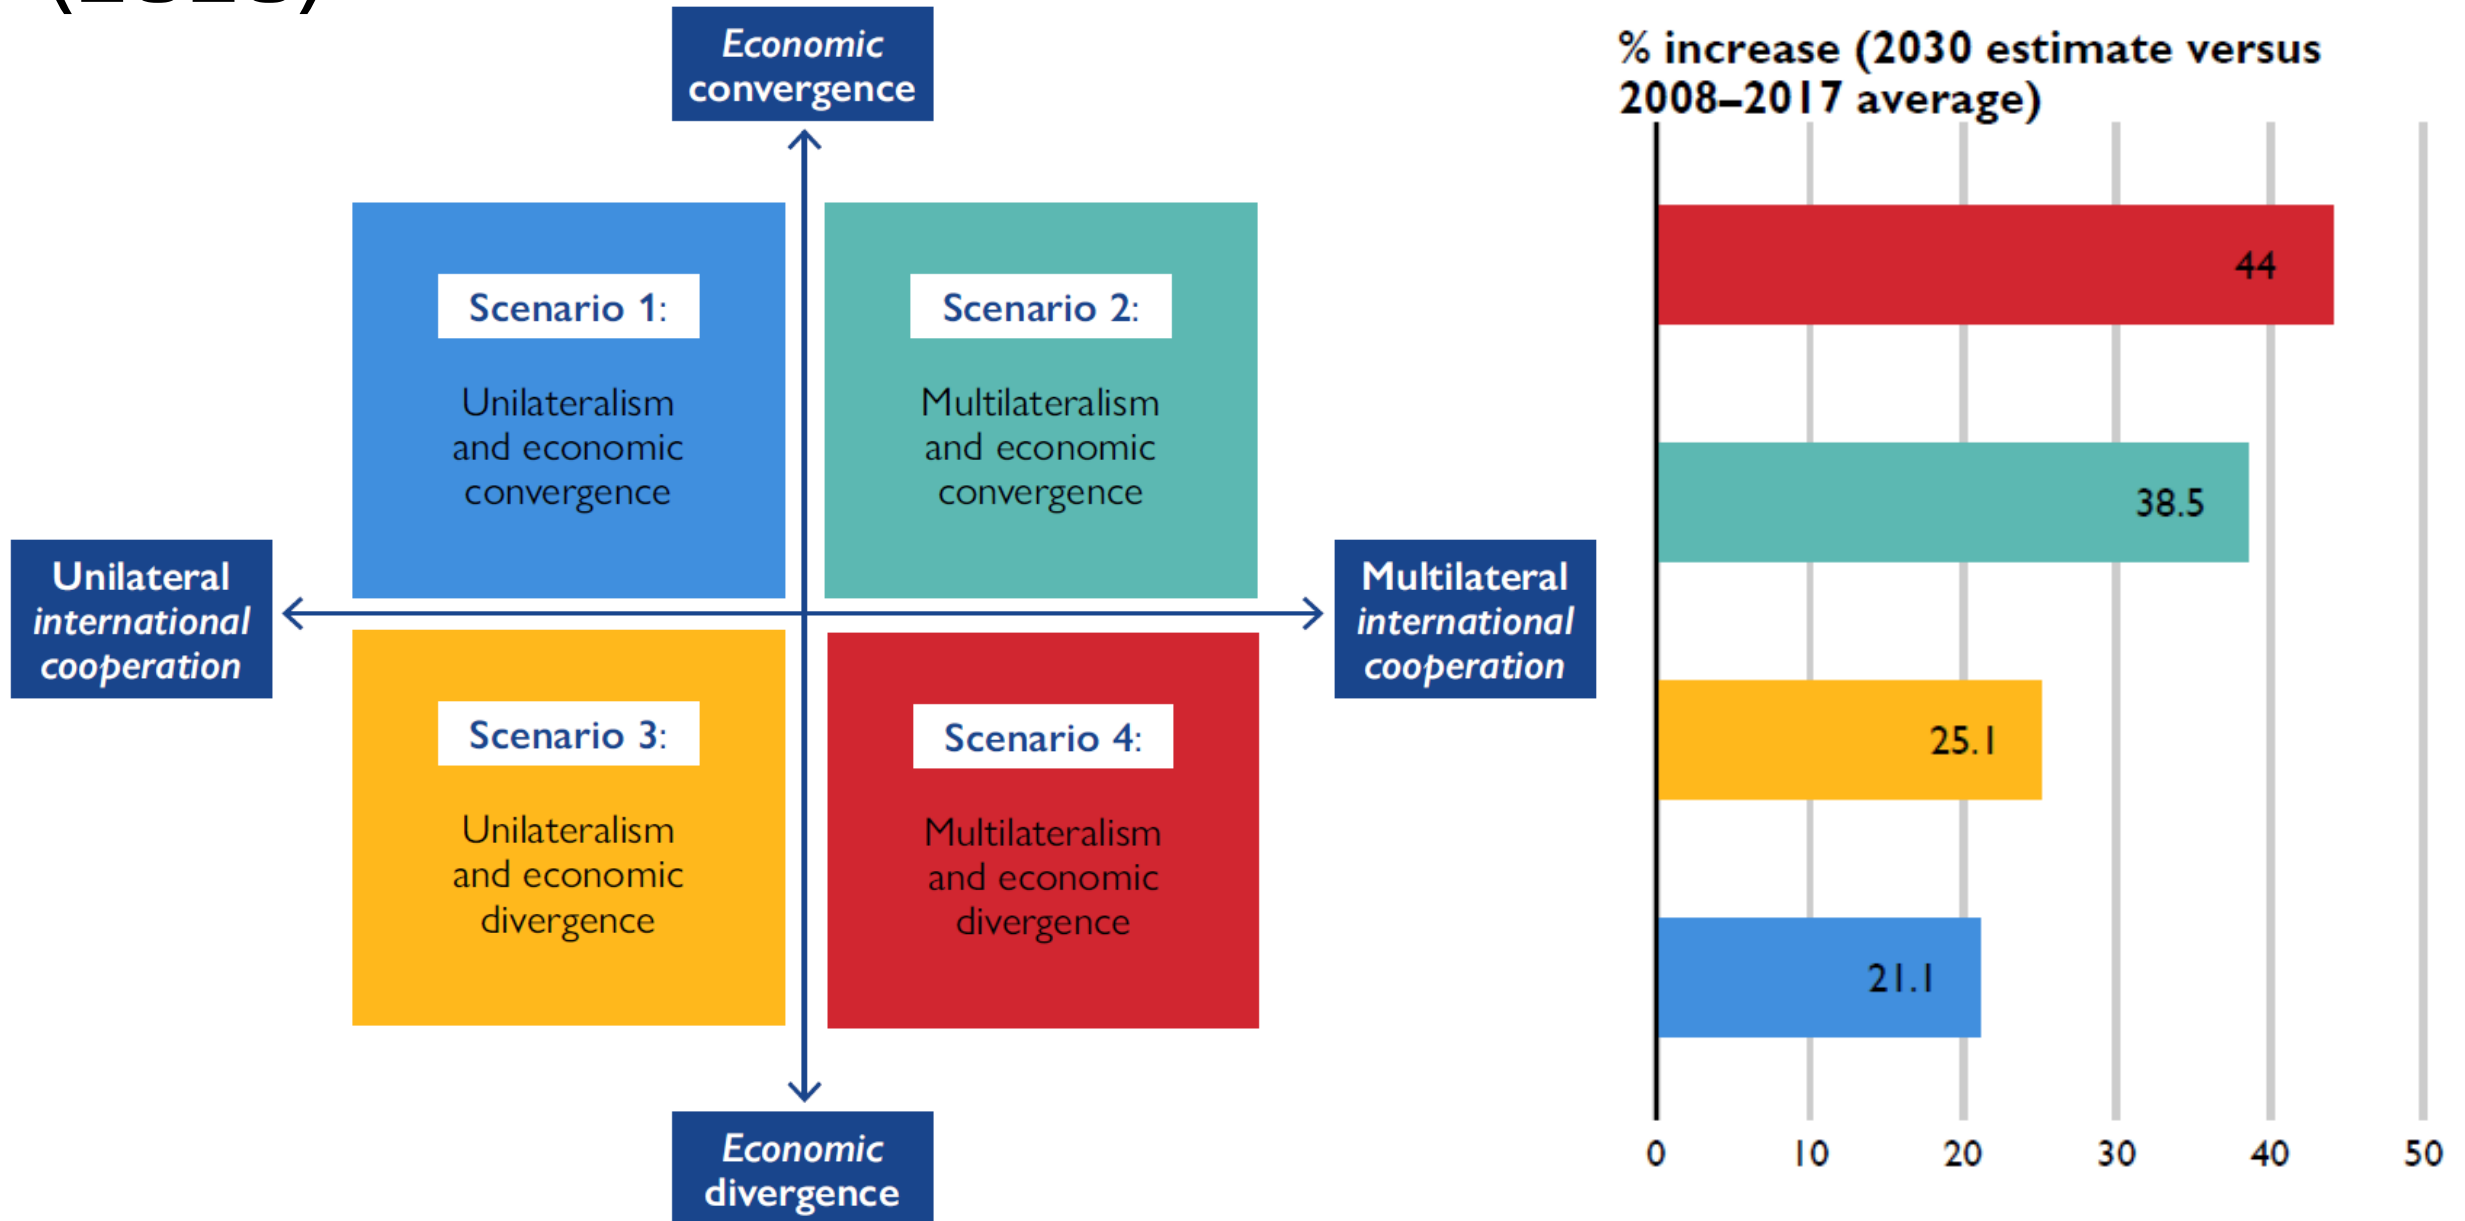 Economic
convergence
Scenario 1:
Unilateralism
and economic
convergence
Scenario 2:
Multilateralism
and economic
convergence
Unilateral
international
cooperation
Multilateral
international
cooperation
Scenario 3:
Unilateralism
and economic
divergence
Scenario 4:
Multilateralism
and economic
divergence
Economic
divergence
% increase (2030 estimate versus
2008–2017 average)
44
38.5
25.1
21.1
0 10 20 30 40 50